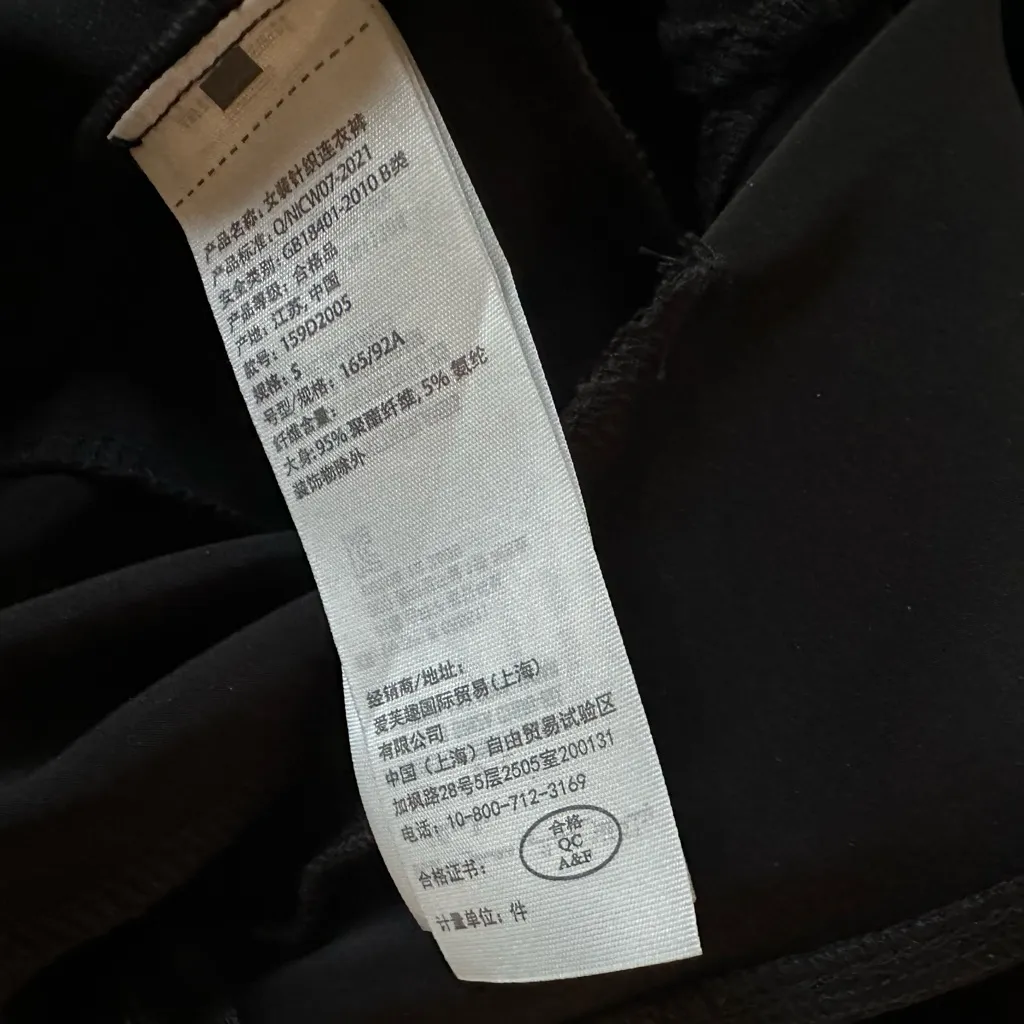 产品名称：女装针织连衣裤
产品标准：Q/NICW07-2021
安全类别：GB18401-2010 B类
产品等级：合格品
产地：江苏, 中国
款号：159D2005
规格：S
号型/规格：165/92A
纤维含量：
大身:95% 聚酯纤维, 5% 氨纶
装饰物除外
经销商/地址：
爱芙趣国际贸易(上海)
有限公司
中国（上海）自由贸易试验区
加枫路28号5层2505室200131
电话：10-800-712-3169
合格证书：
合格
QC
A&F
计量单位：件